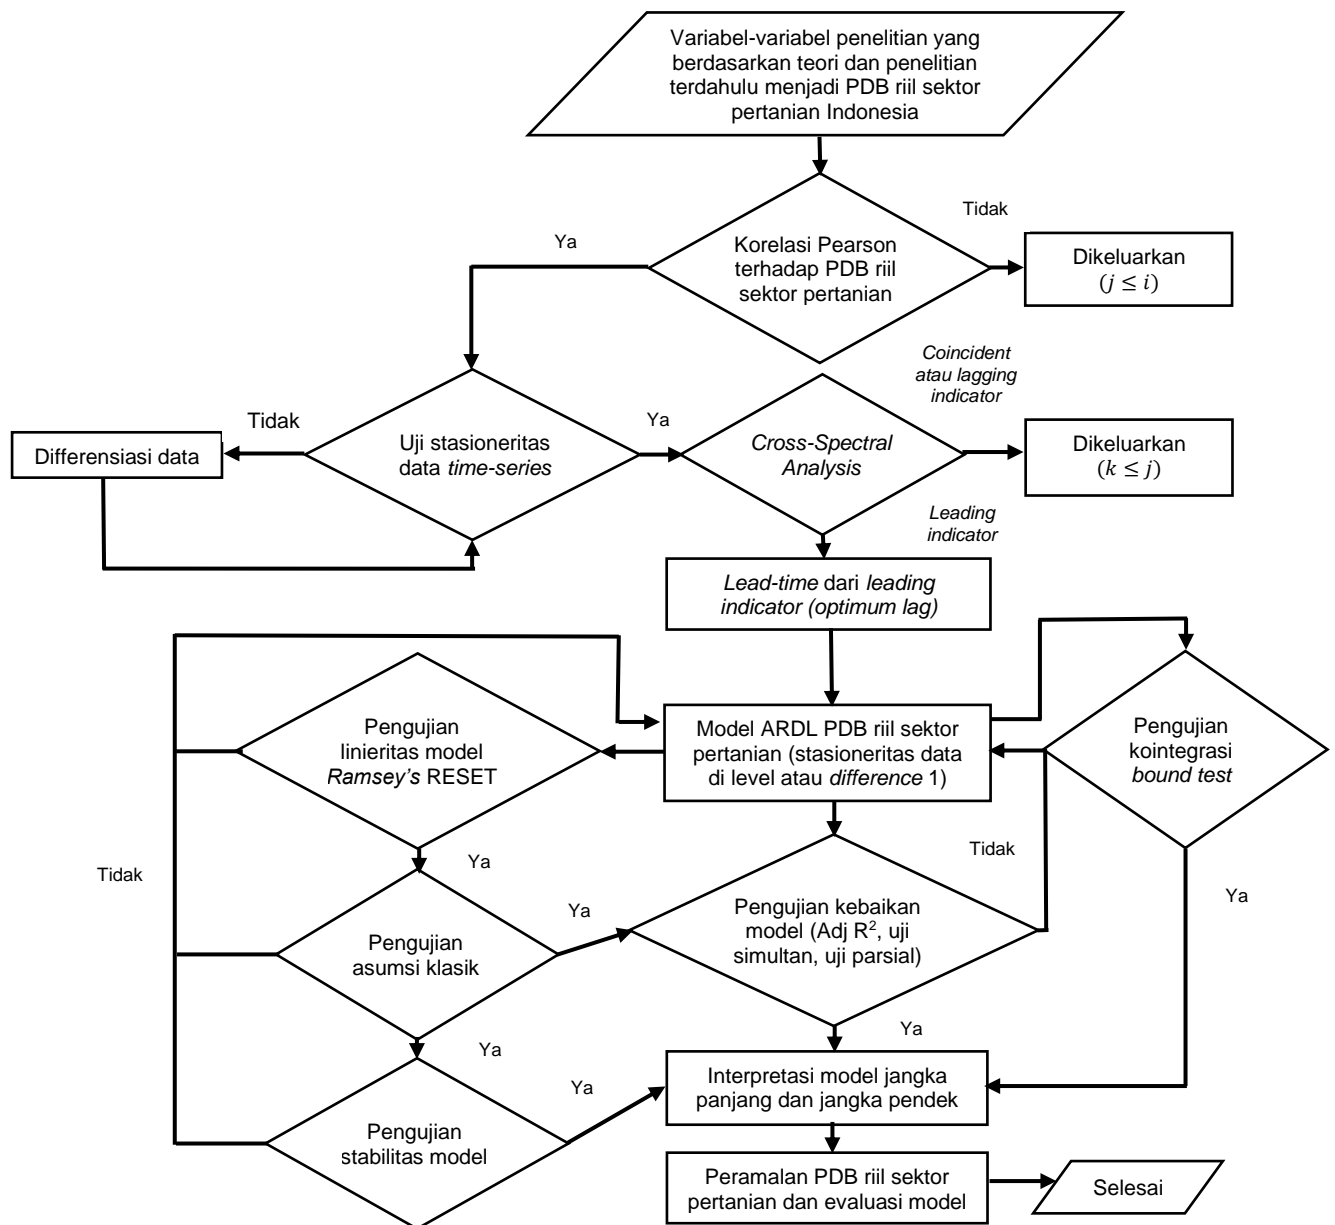 Variabel-variabel penelitian yang
berdasarkan teori dan penelitian
terdahulu menjadi PDB riil sektor
pertanian Indonesia
Tidak
Ya
Korelasi Pearson
terhadap PDB riil
sektor pertanian
Dikeluarkan
(j ≤ i)
Coincident
atau lagging
indicator
Tidak
Ya
Differensiasi data
Uji stasioneritas
data time-series
Cross-Spectral
Analysis
Dikeluarkan
(k ≤ j)
Leading
indicator
Lead-time dari leading
indicator (optimum lag)
Pengujian
linieritas model
Ramsey's RESET
Model ARDL PDB riil sektor
pertanian (stasioneritas data
di level atau difference 1)
Pengujian
kointegrasi
bound test
Tidak
Ya
Tidak
Ya
Ya
Pengujian
asumsi klasik
Pengujian kebaikan
model (Adj R², uji
simultan, uji parsial)
Ya
Ya
Ya
Interpretasi model jangka
panjang dan jangka pendek
Pengujian
stabilitas model
Peramalan PDB riil sektor
pertanian dan evaluasi model
Selesai